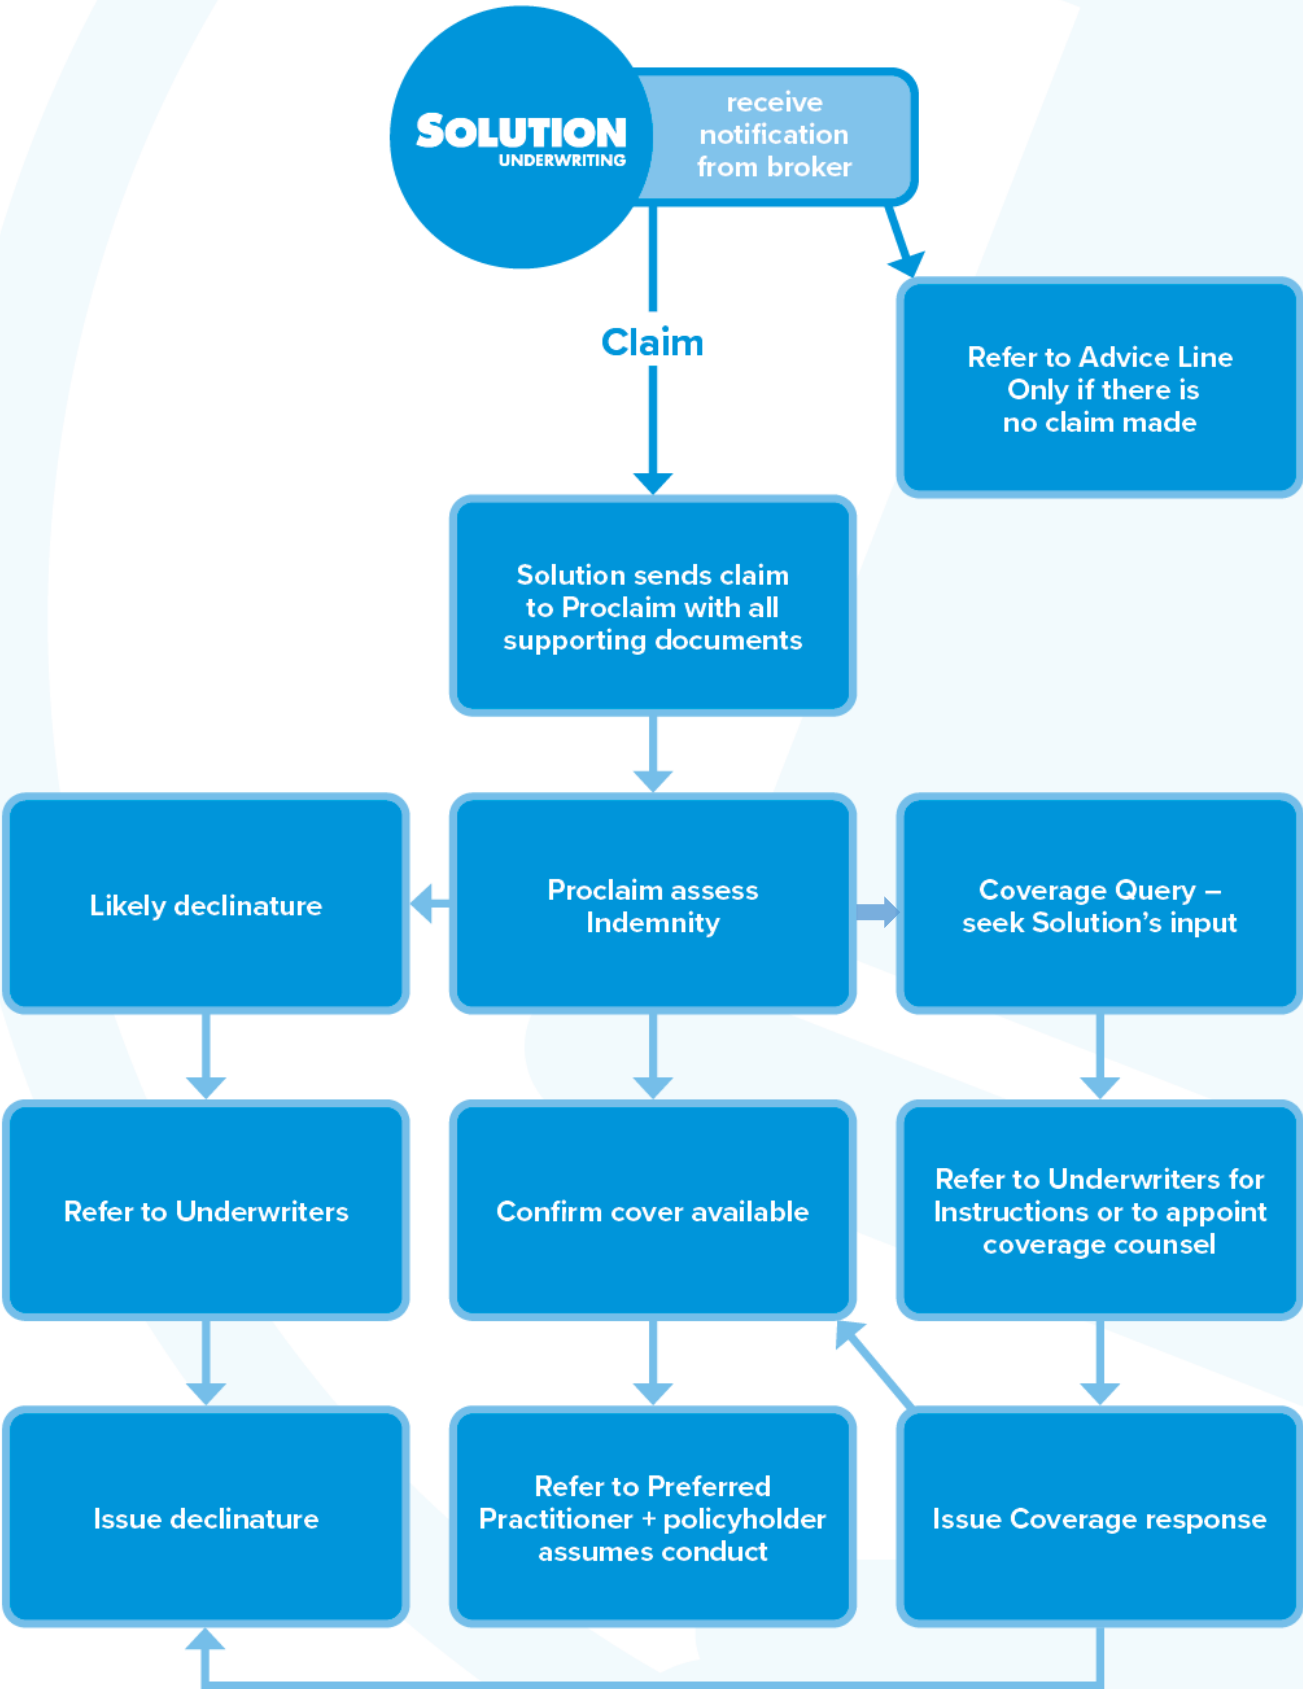 SOLUTION
UNDERWRITING
receive
notification
from broker
Claim
Refer to Advice Line
Only if there is
no claim made
Solution sends claim
to Proclaim with all
supporting documents
Likely declinature
Proclaim assess
Indemnity
Coverage Query –
seek Solution’s input
Refer to Underwriters
Confirm cover available
Refer to Underwriters for
Instructions or to appoint
coverage counsel
Issue declinature
Refer to Preferred
Practitioner + policyholder
assumes conduct
Issue Coverage response